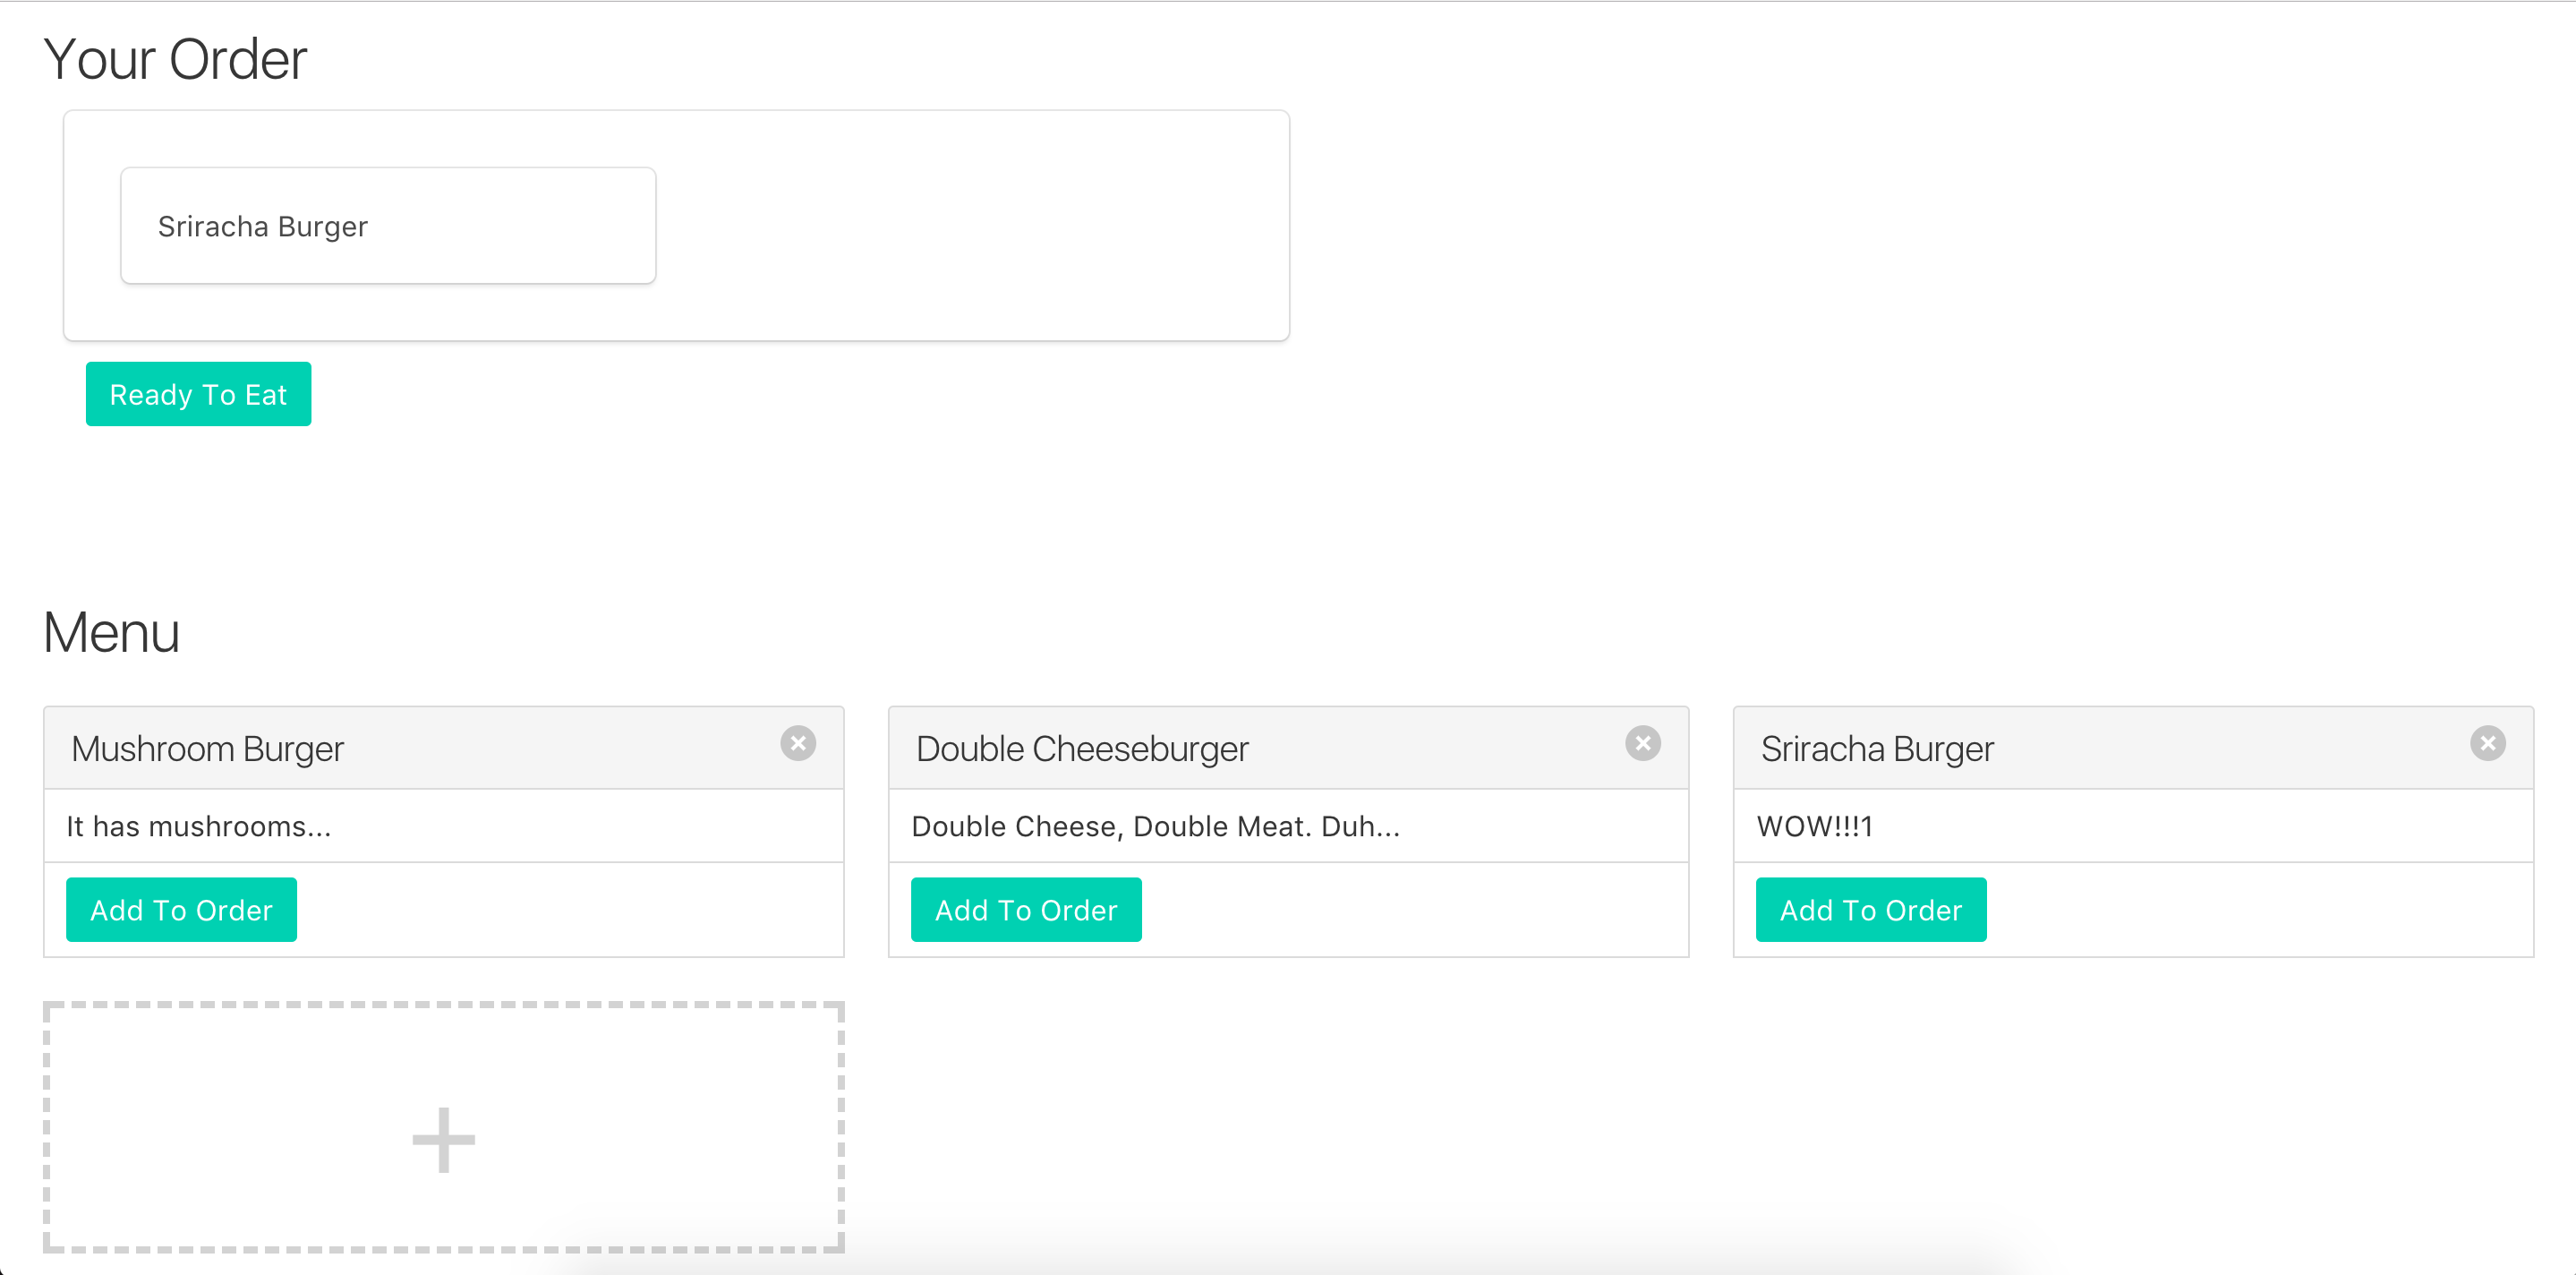 Your Order
Sriracha Burger
Ready To Eat
Menu
Mushroom Burger
It has mushrooms...
Add To Order
Double Cheeseburger
Double Cheese, Double Meat. Duh...
Add To Order
Sriracha Burger
WOW!!!1
Add To Order